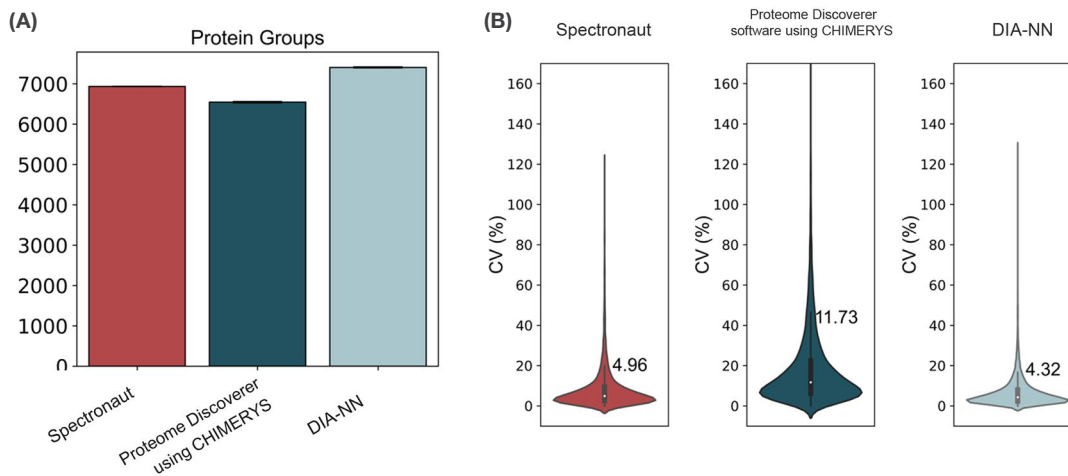 (A)
Protein Groups
7000
6000
5000
4000
3000
2000
1000
0
Spectronaut
Proteome Discoverer
using CHIMERYS
DIA-NN
(B)
Spectronaut
CV (%)
160
140
120
100
80
60
40
20
0
4.96
Proteome Discoverer
software using CHIMERYS
CV (%)
160
140
120
100
80
60
40
20
0
11.73
DIA-NN
CV (%)
160
140
120
100
80
60
40
20
0
4.32